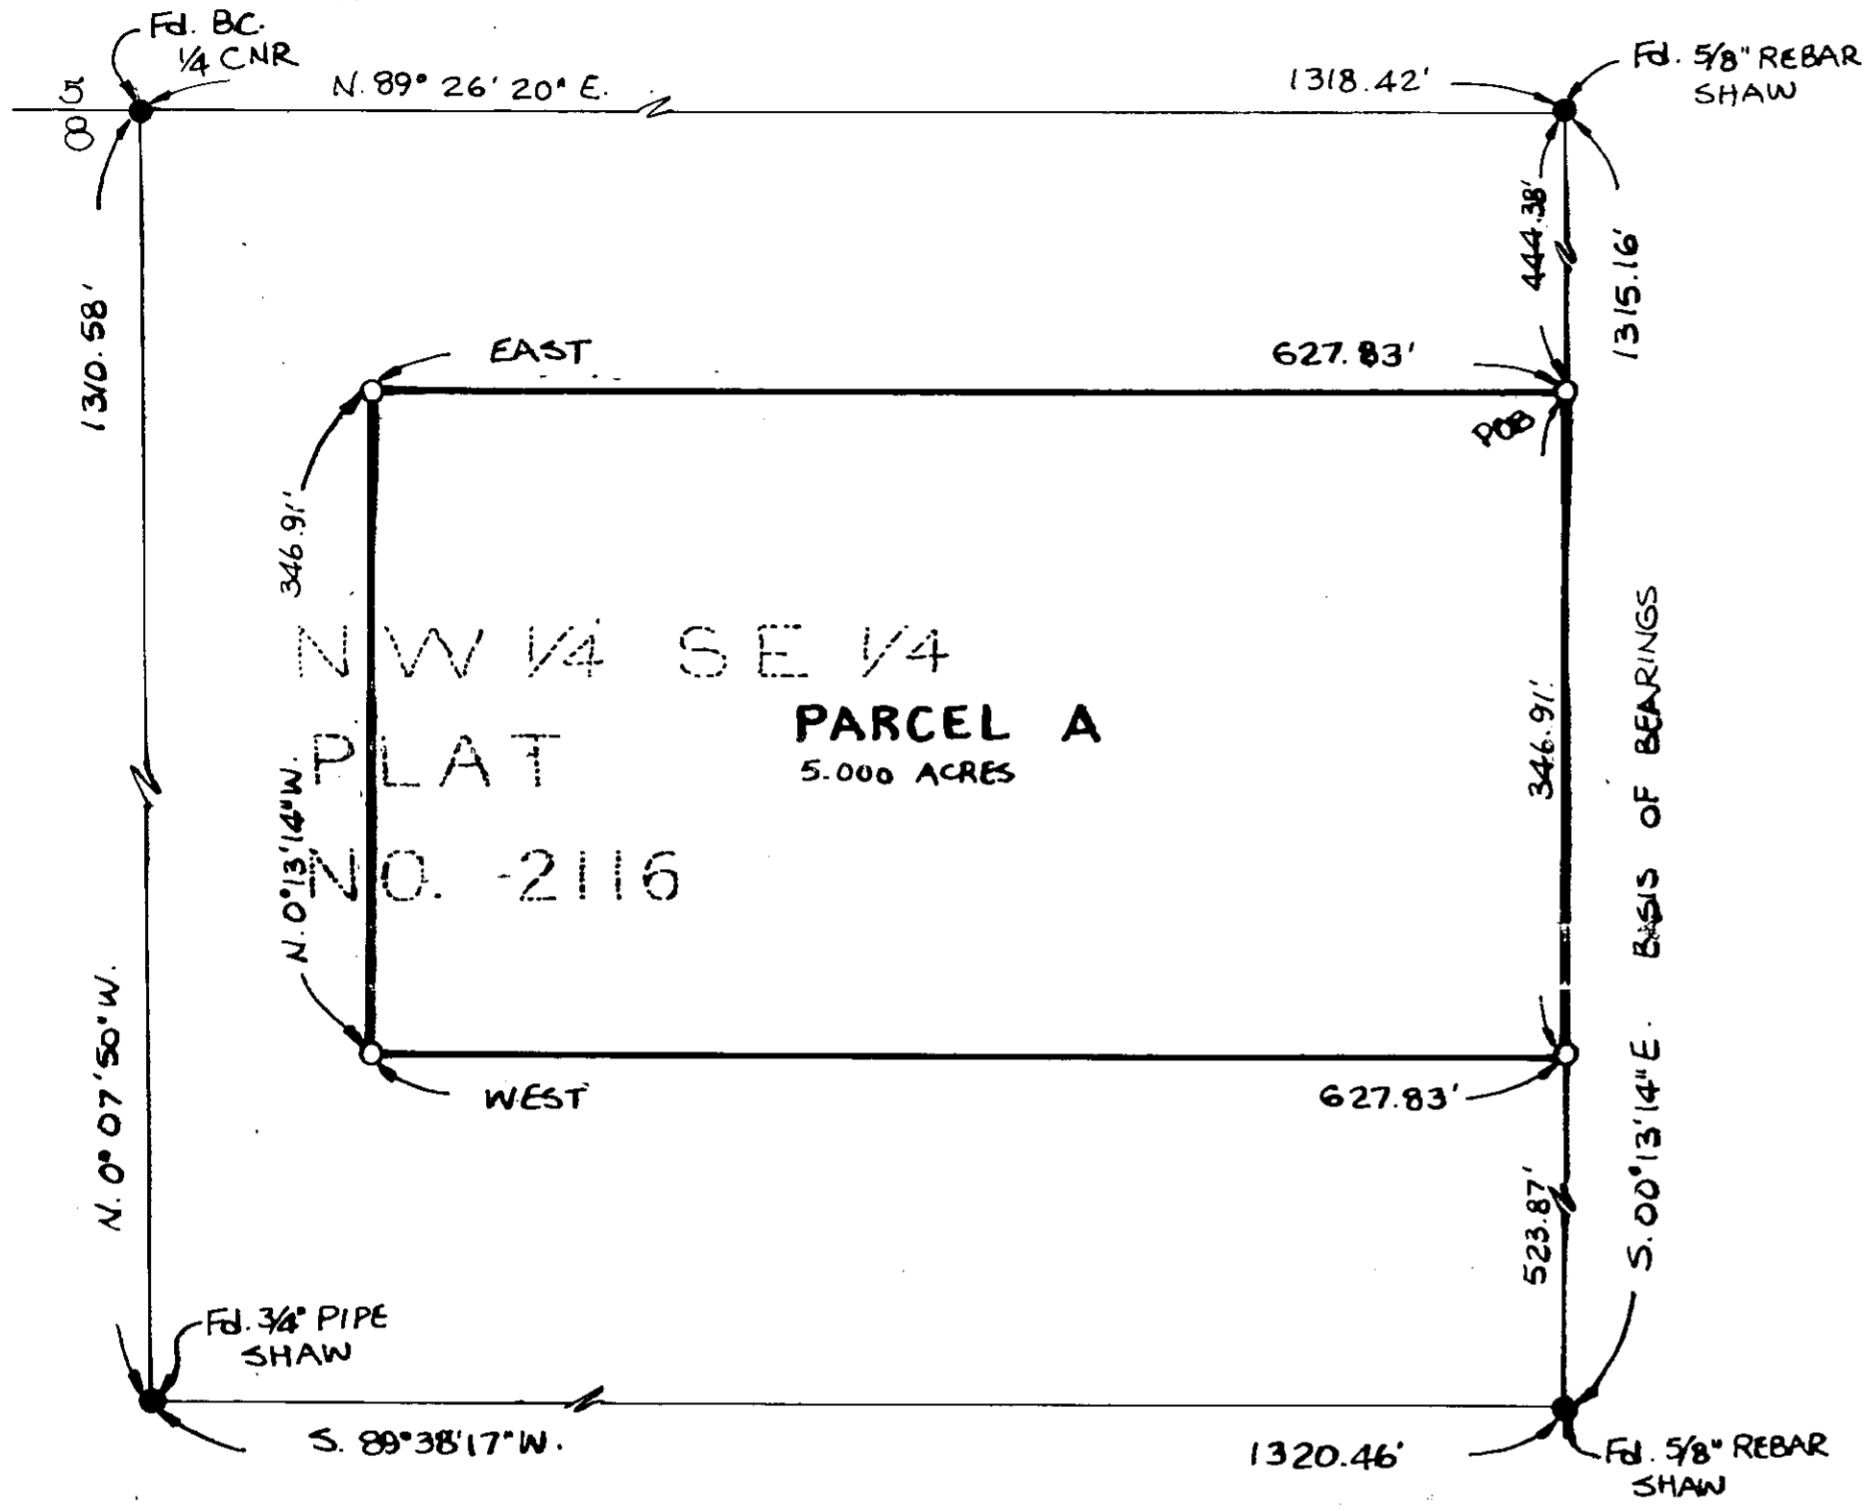 Fd. BC.
1/4 CNR
N. 89° 26' 20" E.
1318.42'
Fd. 5/8" REBAR
SHAW
5
8
1310.58'
444.38'
1315.16'
EAST
627.83'
POB
346.91'
NW 1/4 SE 1/4
PARCEL A
PLAT
5.000 ACRES
346.91'
N. 0°13'14"W.
NO. 2116
S. 00°13'14"E. BASIS OF BEARINGS
N. 0° 07' 50" W.
WEST
627.83'
523.87'
Fd. 3/4" PIPE
SHAW
S. 89°38'17" W.
1320.46'
Fd. 5/8" REBAR
SHAW